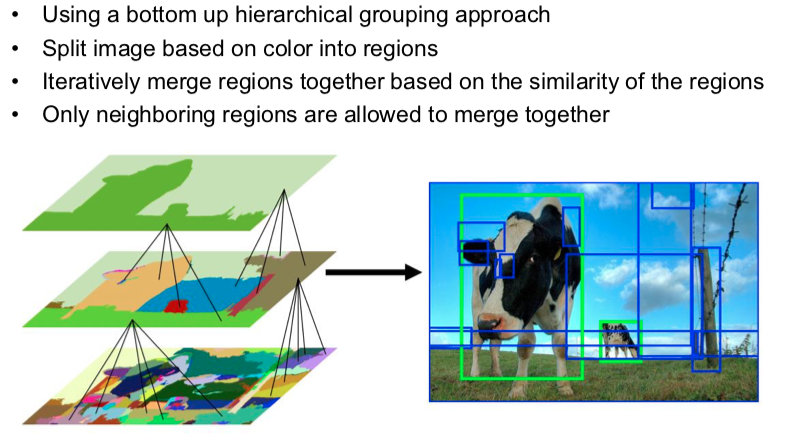 • Using a bottom up hierarchical grouping approach
• Split image based on color into regions
• Iteratively merge regions together based on the similarity of the regions
• Only neighboring regions are allowed to merge together